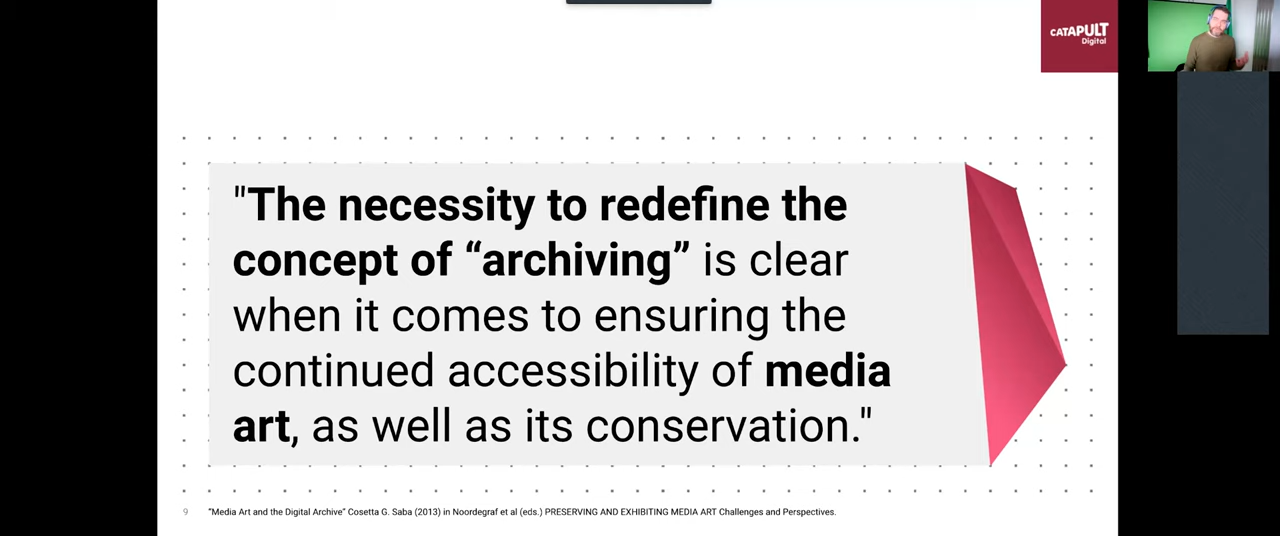 CATAPULT
Digital
"The necessity to redefine the
concept of “archiving” is clear
when it comes to ensuring the
continued accessibility of media
art, as well as its conservation."
9
"Media Art and the Digital Archive" Cosetta G. Saba (2013) in Noordegraf et al (eds.) PRESERVING AND EXHIBITING MEDIA ART Challenges and Perspectives.